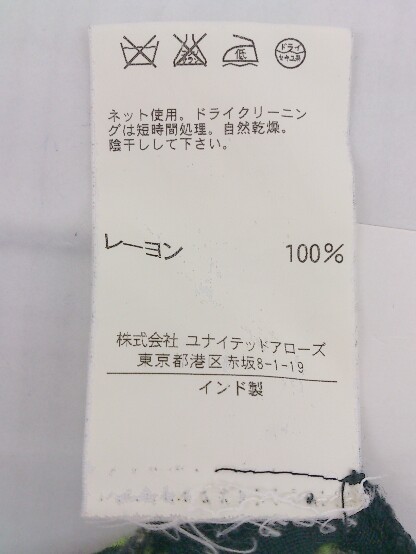 低 ドライ セキユ系
ネット使用。ドライクリーニン
グは短時間処理。自然乾燥。
陰干しして下さい。
レーヨン 100%
株式会社 ユナイテッドアローズ
東京都港区赤坂8-1-19
インド製